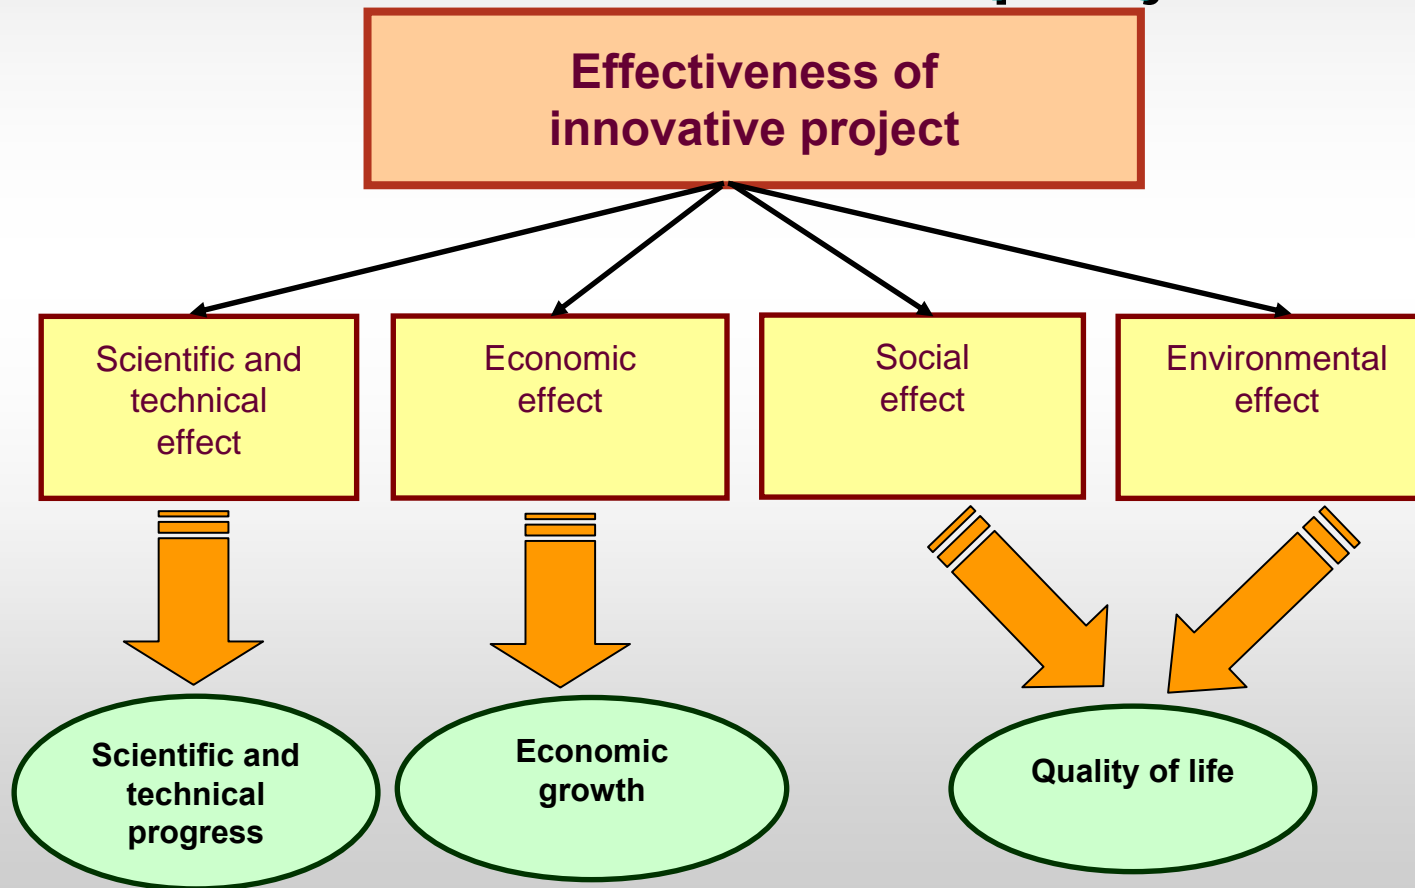 Effectiveness of
innovative project
Scientific and
technical
effect
Economic
effect
Social
effect
Environmental
effect
Scientific and
technical
progress
Economic
growth
Quality of life